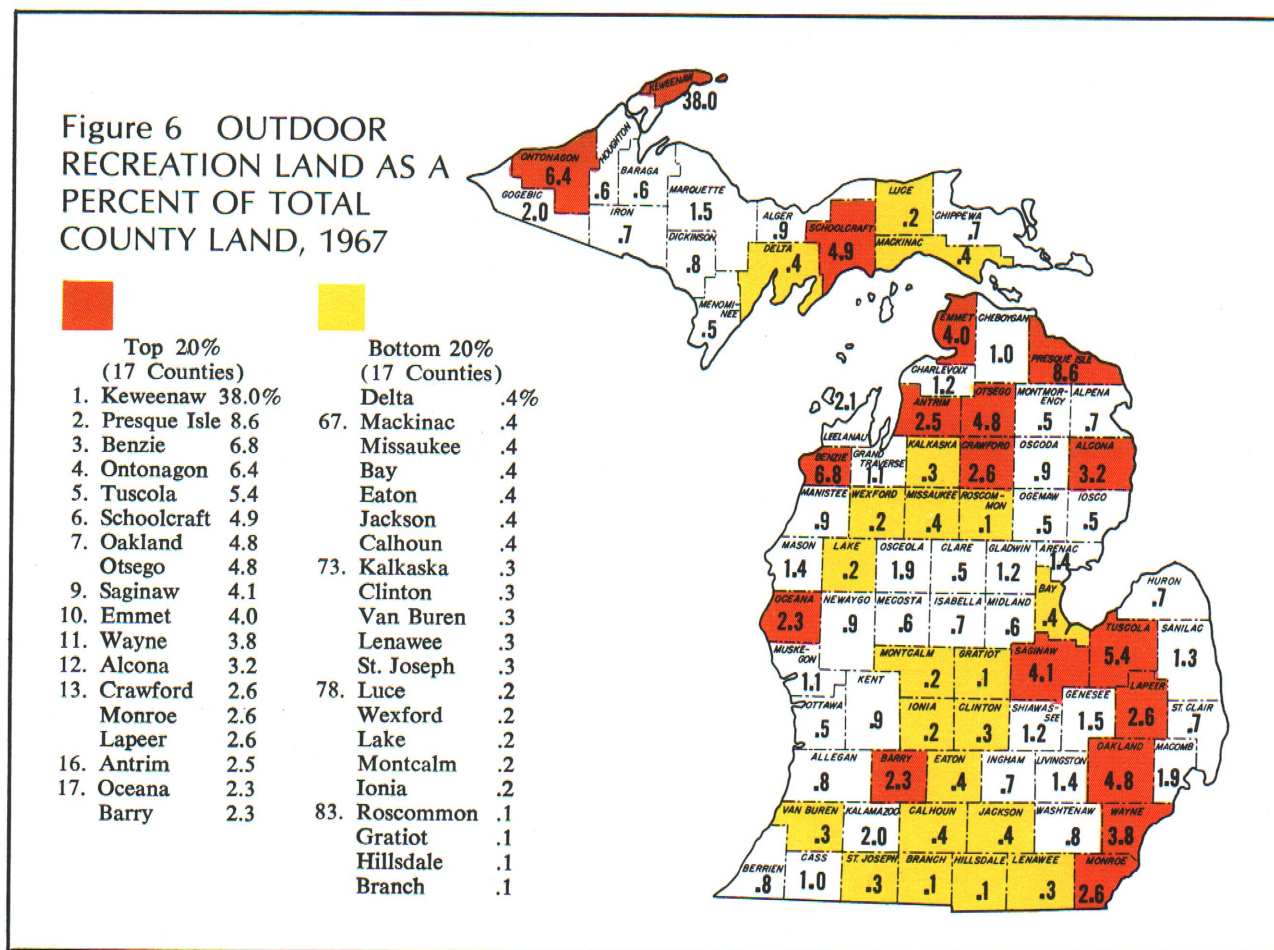 Figure 6 OUTDOOR
RECREATION LAND AS A
PERCENT OF TOTAL
COUNTY LAND, 1967
Top 20%
(17 Counties)
1. Keweenaw 38.0%
2. Presque Isle 8.6
3. Benzie 6.8
4. Ontonagon 6.4
5. Tuscola 5.4
6. Schoolcraft 4.9
7. Oakland 4.8
Otsego 4.8
9. Saginaw 4.1
10. Emmet 4.0
11. Wayne 3.8
12. Alcona 3.2
13. Crawford 2.6
Monroe 2.6
Lapeer 2.6
16. Antrim 2.5
17. Oceana 2.3
Barry 2.3
Bottom 20%
(17 Counties)
Delta .4%
67. Mackinac .4
Missaukee .4
Bay .4
Eaton .4
Jackson .4
Calhoun .4
73. Kalkaska .3
Clinton .3
Van Buren .3
Lenawee .3
St. Joseph .3
78. Luce .2
Wexford .2
Lake .2
Montcalm .2
Ionia .2
83. Roscommon .1
Gratiot .1
Hillsdale .1
Branch .1
KEWEENAW
38.0
HOUGHTON
.6
ONTONAGON
6.4
BARAGA
.6
GOGEBIC
2.0
IRON
.7
MARQUETTE
1.5
DICKINSON
.8
MENOMI-
NEE
.5
ALGER
.9
DELTA
.4
SCHOOLCRAFT
4.9
LUCE
.2
CHIPPEWA
.7
MACKINAC
.4
EMMET
4.0
CHEBOYGAN
1.0
PRESQUE ISLE
8.6
CHARLEVOIX
1.2
ANTRIM
2.5
OTSEGO
4.8
MONTMOR-
ENCY
.5
ALPENA
.7
2.1
LEELANAU
BENZIE
6.8
GRAND
TRAVERSE
1.1
KALKASKA
.3
CRAWFORD
2.6
OSCODA
.9
ALCONA
3.2
MANISTEE
.9
WEXFORD
.2
MISSAUKEE
.4
ROSCOM-
MON
.1
OGEMAW
.5
IOSCO
.5
MASON
1.4
LAKE
.2
OSCEOLA
1.9
CLARE
.5
GLADWIN
1.2
ARENAC
1.4
HURON
.7
OCEANA
2.3
NEWAYGO
.9
MECOSTA
.6
ISABELLA
.7
MIDLAND
.6
BAY
.4
TUSCOLA
5.4
SANILAC
1.3
MUSKE-
GON
1.1
MONTCALM
.2
GRATIOT
.1
SAGINAW
4.1
KENT
.9
OTTAWA
.5
IONIA
.2
CLINTON
.3
SHIAWAS-
SEE
1.2
GENESEE
1.5
LAPEER
2.6
ST. CLAIR
.7
ALLEGAN
.8
BARRY
2.3
EATON
.4
INGHAM
.7
LIVINGSTON
1.4
OAKLAND
4.8
MACOMB
1.9
VAN BUREN
.3
KALAMAZOO
2.0
CALHOUN
.4
JACKSON
.4
WASHTENAW
.8
WAYNE
3.8
BERRIEN
.8
CASS
1.0
ST. JOSEPH
.3
BRANCH
.1
HILLSDALE
.1
LENAWEE
.3
MONROE
2.6